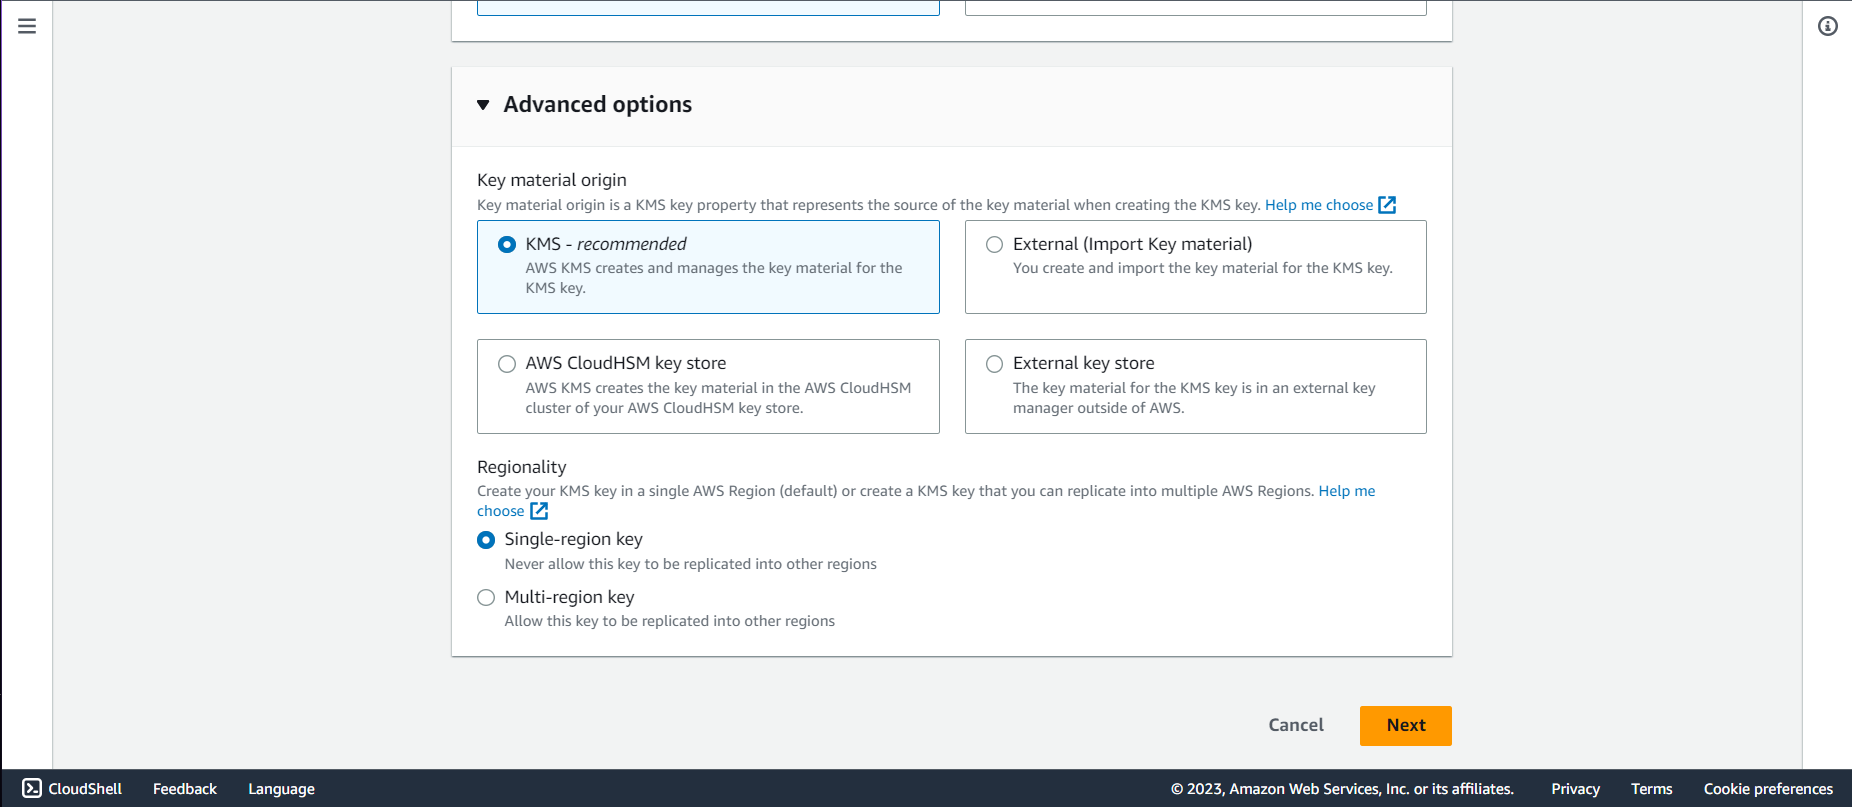 Advanced options
Key material origin
Key material origin is a KMS key property that represents the source of the key material when creating the KMS key. Help me choose
KMS - recommended
AWS KMS creates and manages the key material for the
KMS key.
External (Import Key material)
You create and import the key material for the KMS key.
AWS CloudHSM key store
AWS KMS creates the key material in the AWS CloudHSM
cluster of your AWS CloudHSM key store.
External key store
The key material for the KMS key is in an external key
manager outside of AWS.
Regionality
Create your KMS key in a single AWS Region (default) or create a KMS key that you can replicate into multiple AWS Regions. Help me
choose
Single-region key
Never allow this key to be replicated into other regions
Multi-region key
Allow this key to be replicated into other regions
Cancel Next
CloudShell Feedback Language © 2023, Amazon Web Services, Inc. or its affiliates. Privacy Terms Cookie preferences